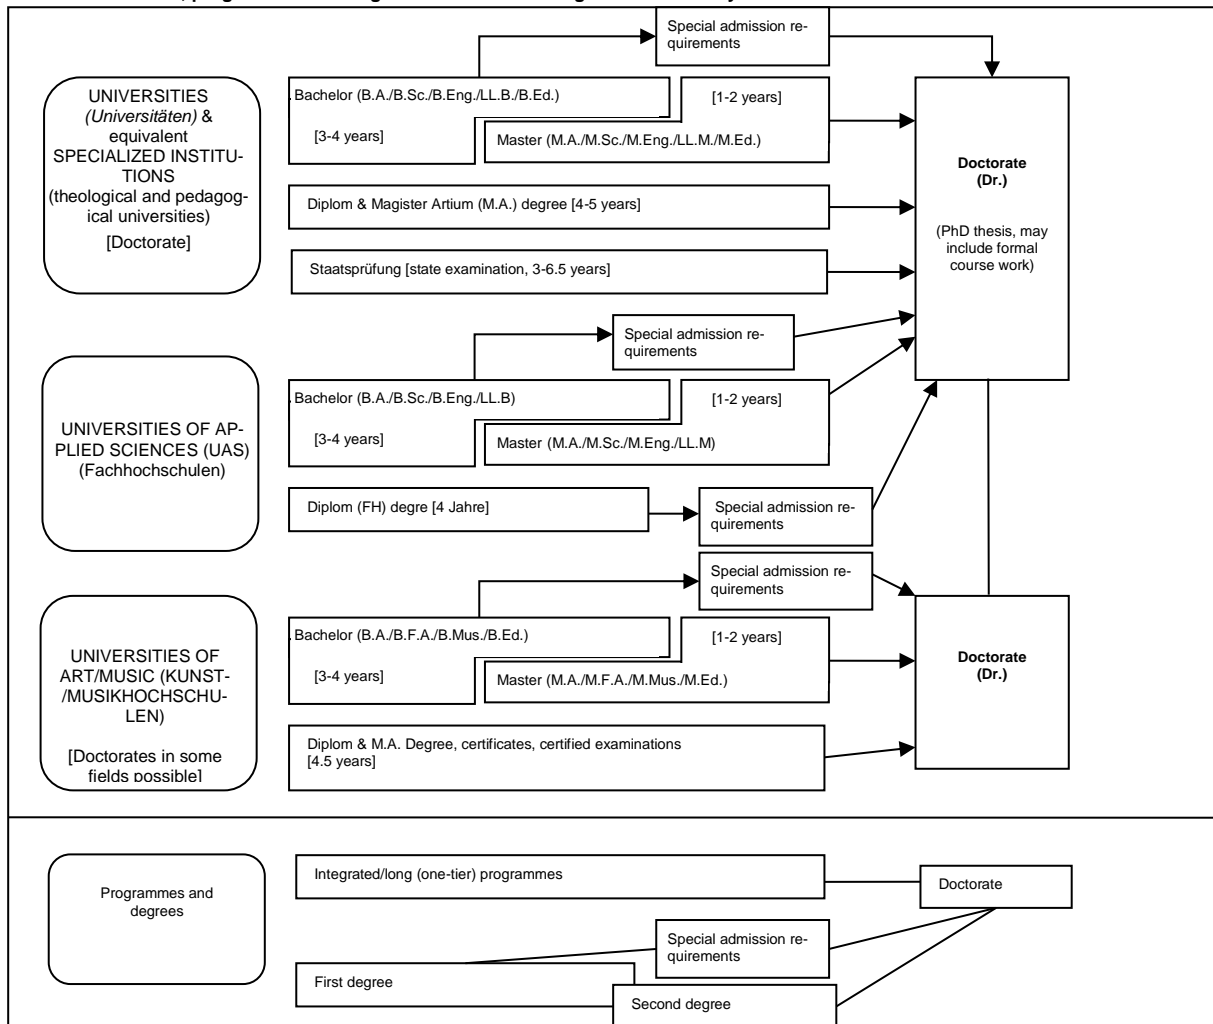 Special admission re-
quirements
UNIVERSITIES
(Universitäten) &
equivalent
SPECIALIZED INSTITU-
TIONS
(theological and pedagog-
ical universities)
[Doctorate]
Bachelor (B.A./B.Sc./B.Eng./LL.B./B.Ed.)
[3-4 years]
[1-2 years]
Master (M.A./M.Sc./M.Eng./LL.M./M.Ed.)
Diplom & Magister Artium (M.A.) degree [4-5 years]
Staatsprüfung [state examination, 3-6.5 years]
Doctorate
(Dr.)
(PhD thesis, may
include formal
course work)
Special admission re-
quirements
UNIVERSITIES OF AP-
PLIED SCIENCES (UAS)
(Fachhochschulen)
Bachelor (B.A./B.Sc./B.Eng./LL.B)
[3-4 years]
[1-2 years]
Master (M.A./M.Sc./M.Eng./LL.M)
Diplom (FH) degre [4 Jahre]
Special admission re-
quirements
Special admission re-
quirements
UNIVERSITIES OF
ART/MUSIC (KUNST-
/MUSIKHOCHSCHU-
LEN)
[Doctorates in some
fields possible]
Bachelor (B.A./B.F.A./B.Mus./B.Ed.)
[3-4 years]
[1-2 years]
Master (M.A./M.F.A./M.Mus./M.Ed.)
Diplom & M.A. Degree, certificates, certified examinations
[4.5 years]
Doctorate
(Dr.)
Programmes and
degrees
Integrated/long (one-tier) programmes
Doctorate
Special admission re-
quirements
First degree
Second degree